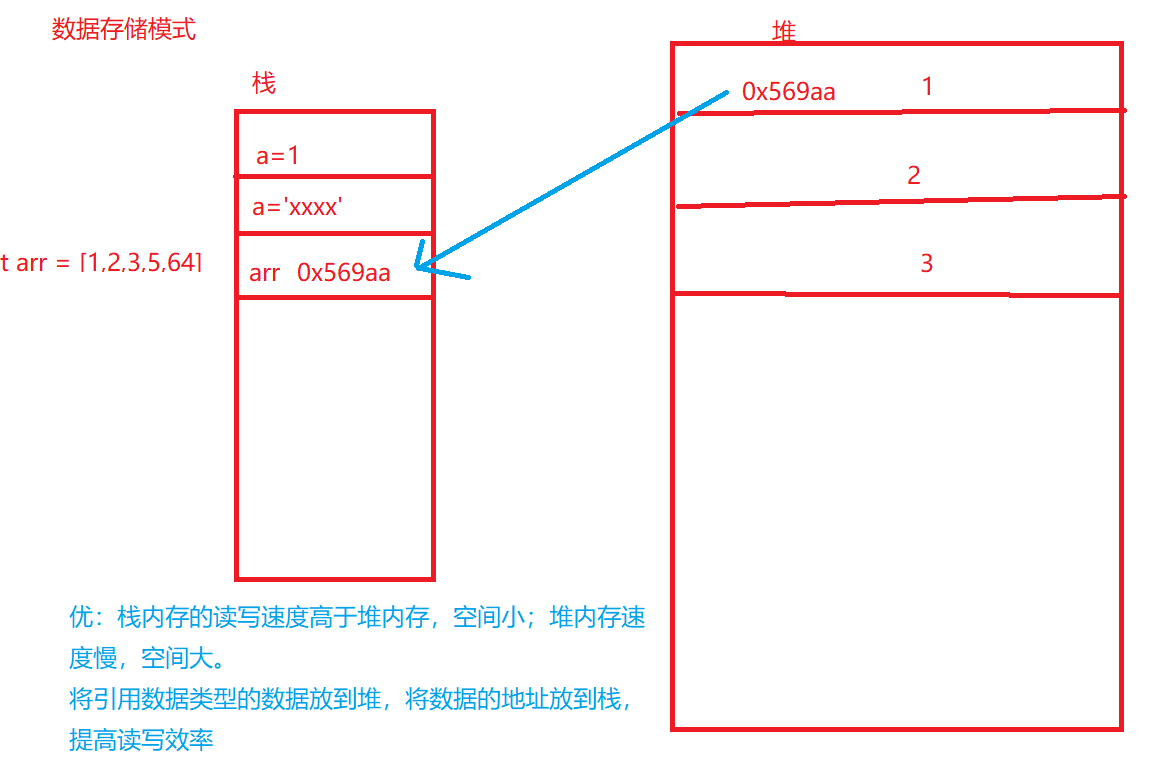 数据存储模式
堆
栈
0x569aa 1
a=1
2
a='xxxx'
t arr = [1,2,3,5,64]
arr 0x569aa
3
优：栈内存的读写速度高于堆内存，空间小；堆内存速
度慢，空间大。
将引用数据类型的数据放到堆，将数据的地址放到栈，
提高读写效率